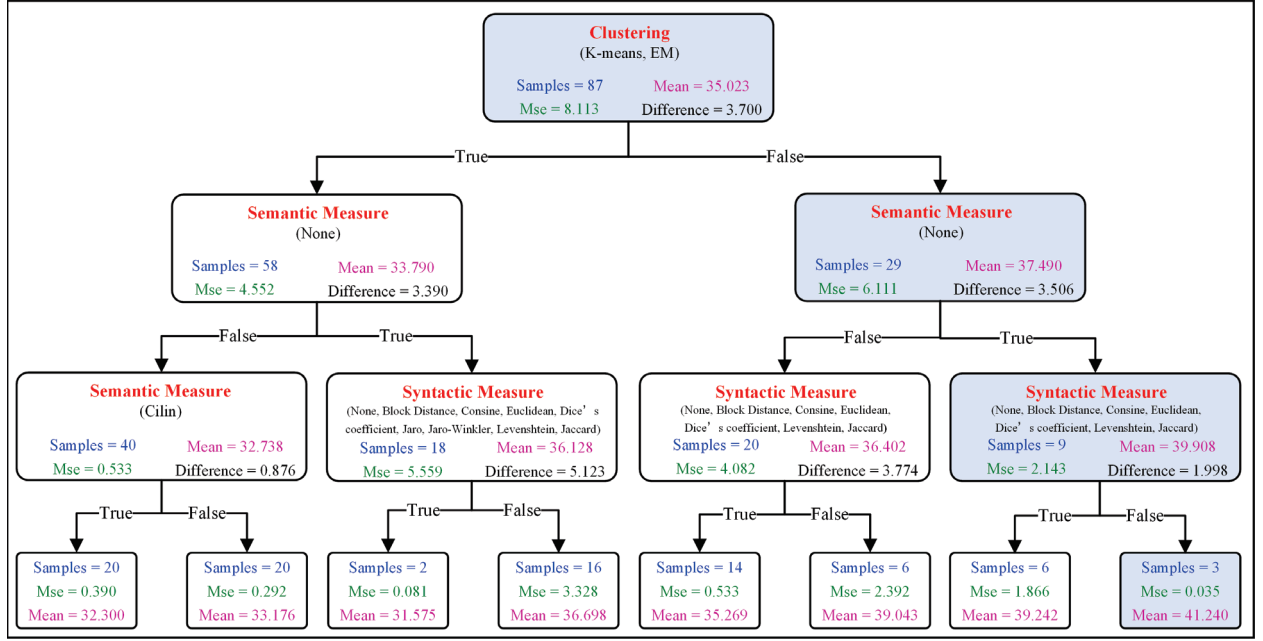 Clustering
(K-means, EM)
Samples = 87 Mean = 35.023
Mse = 8.113 Difference = 3.700
True False
Semantic Measure
(None)
Samples = 58 Mean = 33.790
Mse = 4.552 Difference = 3.390
Semantic Measure
(None)
Samples = 29 Mean = 37.490
Mse = 6.111 Difference = 3.506
False True
False True
Semantic Measure
(Cilin)
Samples = 40 Mean = 32.738
Mse = 0.533 Difference = 0.876
Syntactic Measure
(None, Block Distance, Consine, Euclidean, Dice’s
coefficient, Jaro, Jaro-Winkler, Levenshtein, Jaccard)
Samples = 18 Mean = 36.128
Mse = 5.559 Difference = 5.123
Syntactic Measure
(None, Block Distance, Consine, Euclidean,
Dice’s coefficient, Levenshtein, Jaccard)
Samples = 20 Mean = 36.402
Mse = 4.082 Difference = 3.774
Syntactic Measure
(None, Block Distance, Consine, Euclidean,
Dice’s coefficient, Levenshtein, Jaccard)
Samples = 9 Mean = 39.908
Mse = 2.143 Difference = 1.998
True False
True False
True False
True False
Samples = 20
Mse = 0.390
Mean = 32.300
Samples = 20
Mse = 0.292
Mean = 33.176
Samples = 2
Mse = 0.081
Mean = 31.575
Samples = 16
Mse = 3.328
Mean = 36.698
Samples = 14
Mse = 0.533
Mean = 35.269
Samples = 6
Mse = 2.392
Mean = 39.043
Samples = 6
Mse = 1.866
Mean = 39.242
Samples = 3
Mse = 0.035
Mean = 41.240